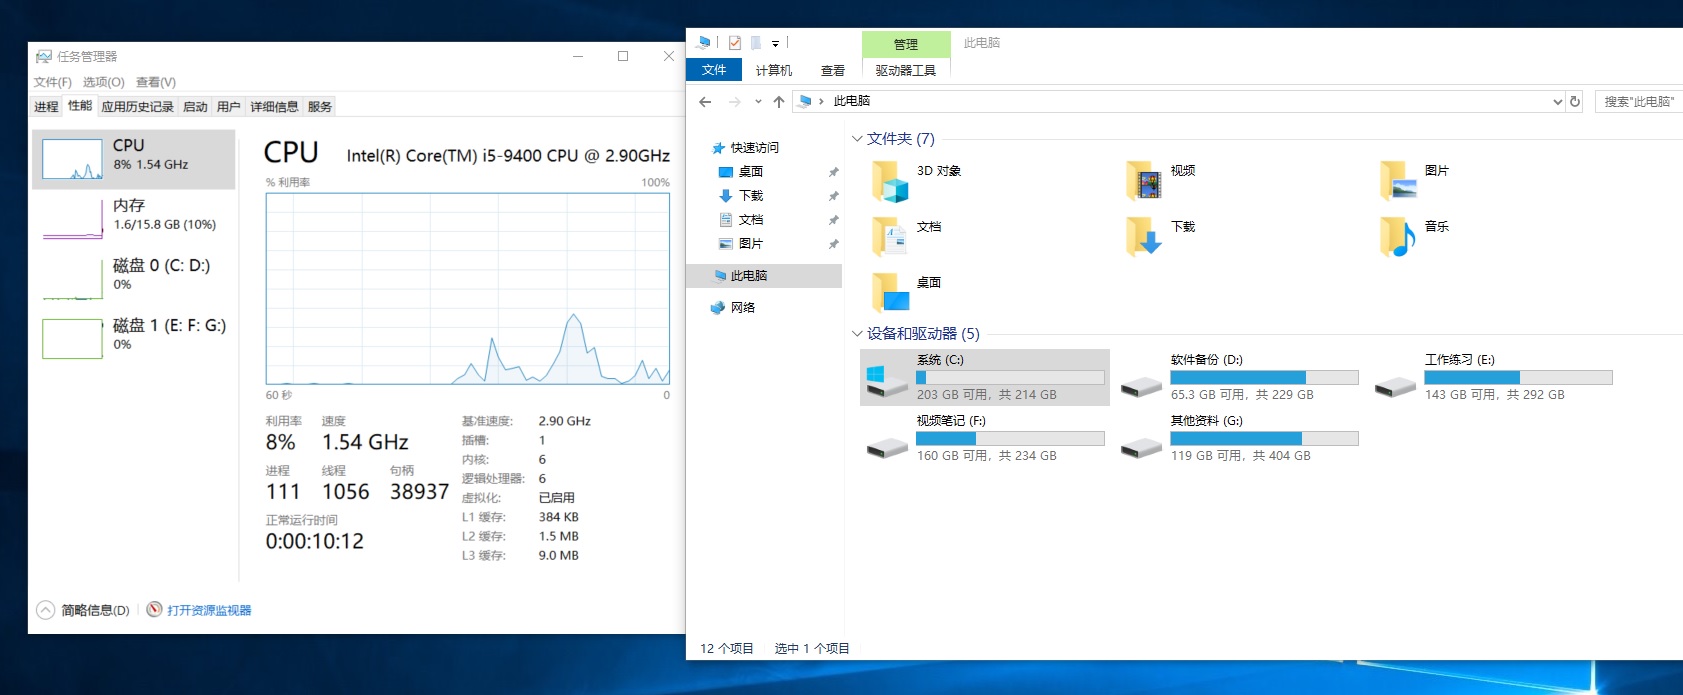 任务管理器
文件(F) 选项(O) 查看(V)
进程 性能 应用历史记录 启动 用户 详细信息 服务
CPU
8% 1.54 GHz
内存
1.6/15.8 GB (10%)
磁盘 0 (C: D:)
0%
磁盘 1 (E: F: G:)
0%
CPU Intel(R) Core(TM) i5-9400 CPU @ 2.90GHz
% 利用率 100%
60 秒 0
利用率 速度
8% 1.54 GHz
进程 线程 句柄
111 1056 38937
正常运行时间
0:00:10:12
基准速度: 2.90 GHz
插槽: 1
内核: 6
逻辑处理器: 6
虚拟化: 已启用
L1 缓存: 384 KB
L2 缓存: 1.5 MB
L3 缓存: 9.0 MB
简略信息(D) 打开资源监视器
管理 此电脑
文件 计算机 查看 驱动器工具
此电脑 搜索"此电脑"
快速访问
桌面
下载
文档
图片
此电脑
网络
文件夹 (7)
3D 对象 视频 图片
文档 下载 音乐
桌面
设备和驱动器 (5)
系统 (C:) 软件备份 (D:) 工作练习 (E:)
203 GB 可用，共 214 GB 65.3 GB 可用，共 229 GB 143 GB 可用，共 292 GB
视频笔记 (F:) 其他资料 (G:)
160 GB 可用，共 234 GB 119 GB 可用，共 404 GB
12 个项目 选中 1 个项目